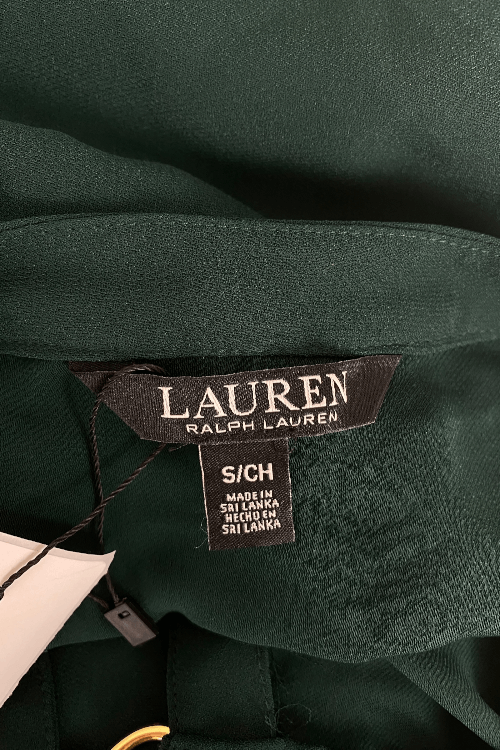 LAUREN
RALPH LAUREN
S/CH
MADE IN
SRI LANKA
HECHO EN
SRI LANKA